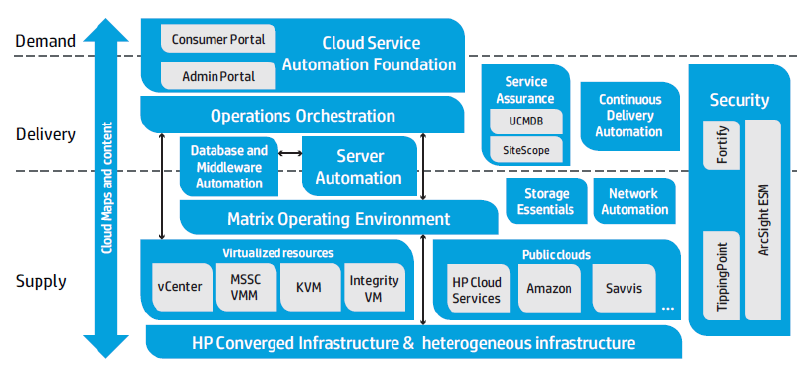 Demand
Delivery
Supply
Cloud Maps and content
Consumer Portal
Admin Portal
Cloud Service
Automation Foundation
Operations Orchestration
Database and
Middleware
Automation
Server
Automation
Matrix Operating Environment
Virtualized resources
vCenter
MSSC
VMM
KVM
Integrity
VM
Public clouds
HP Cloud
Services
Amazon
Savvis
...
HP Converged Infrastructure & heterogeneous infrastructure
Service
Assurance
UCMDB
SiteScope
Continuous
Delivery
Automation
Storage
Essentials
Network
Automation
Security
Fortify
TippingPoint
ArcSight ESM